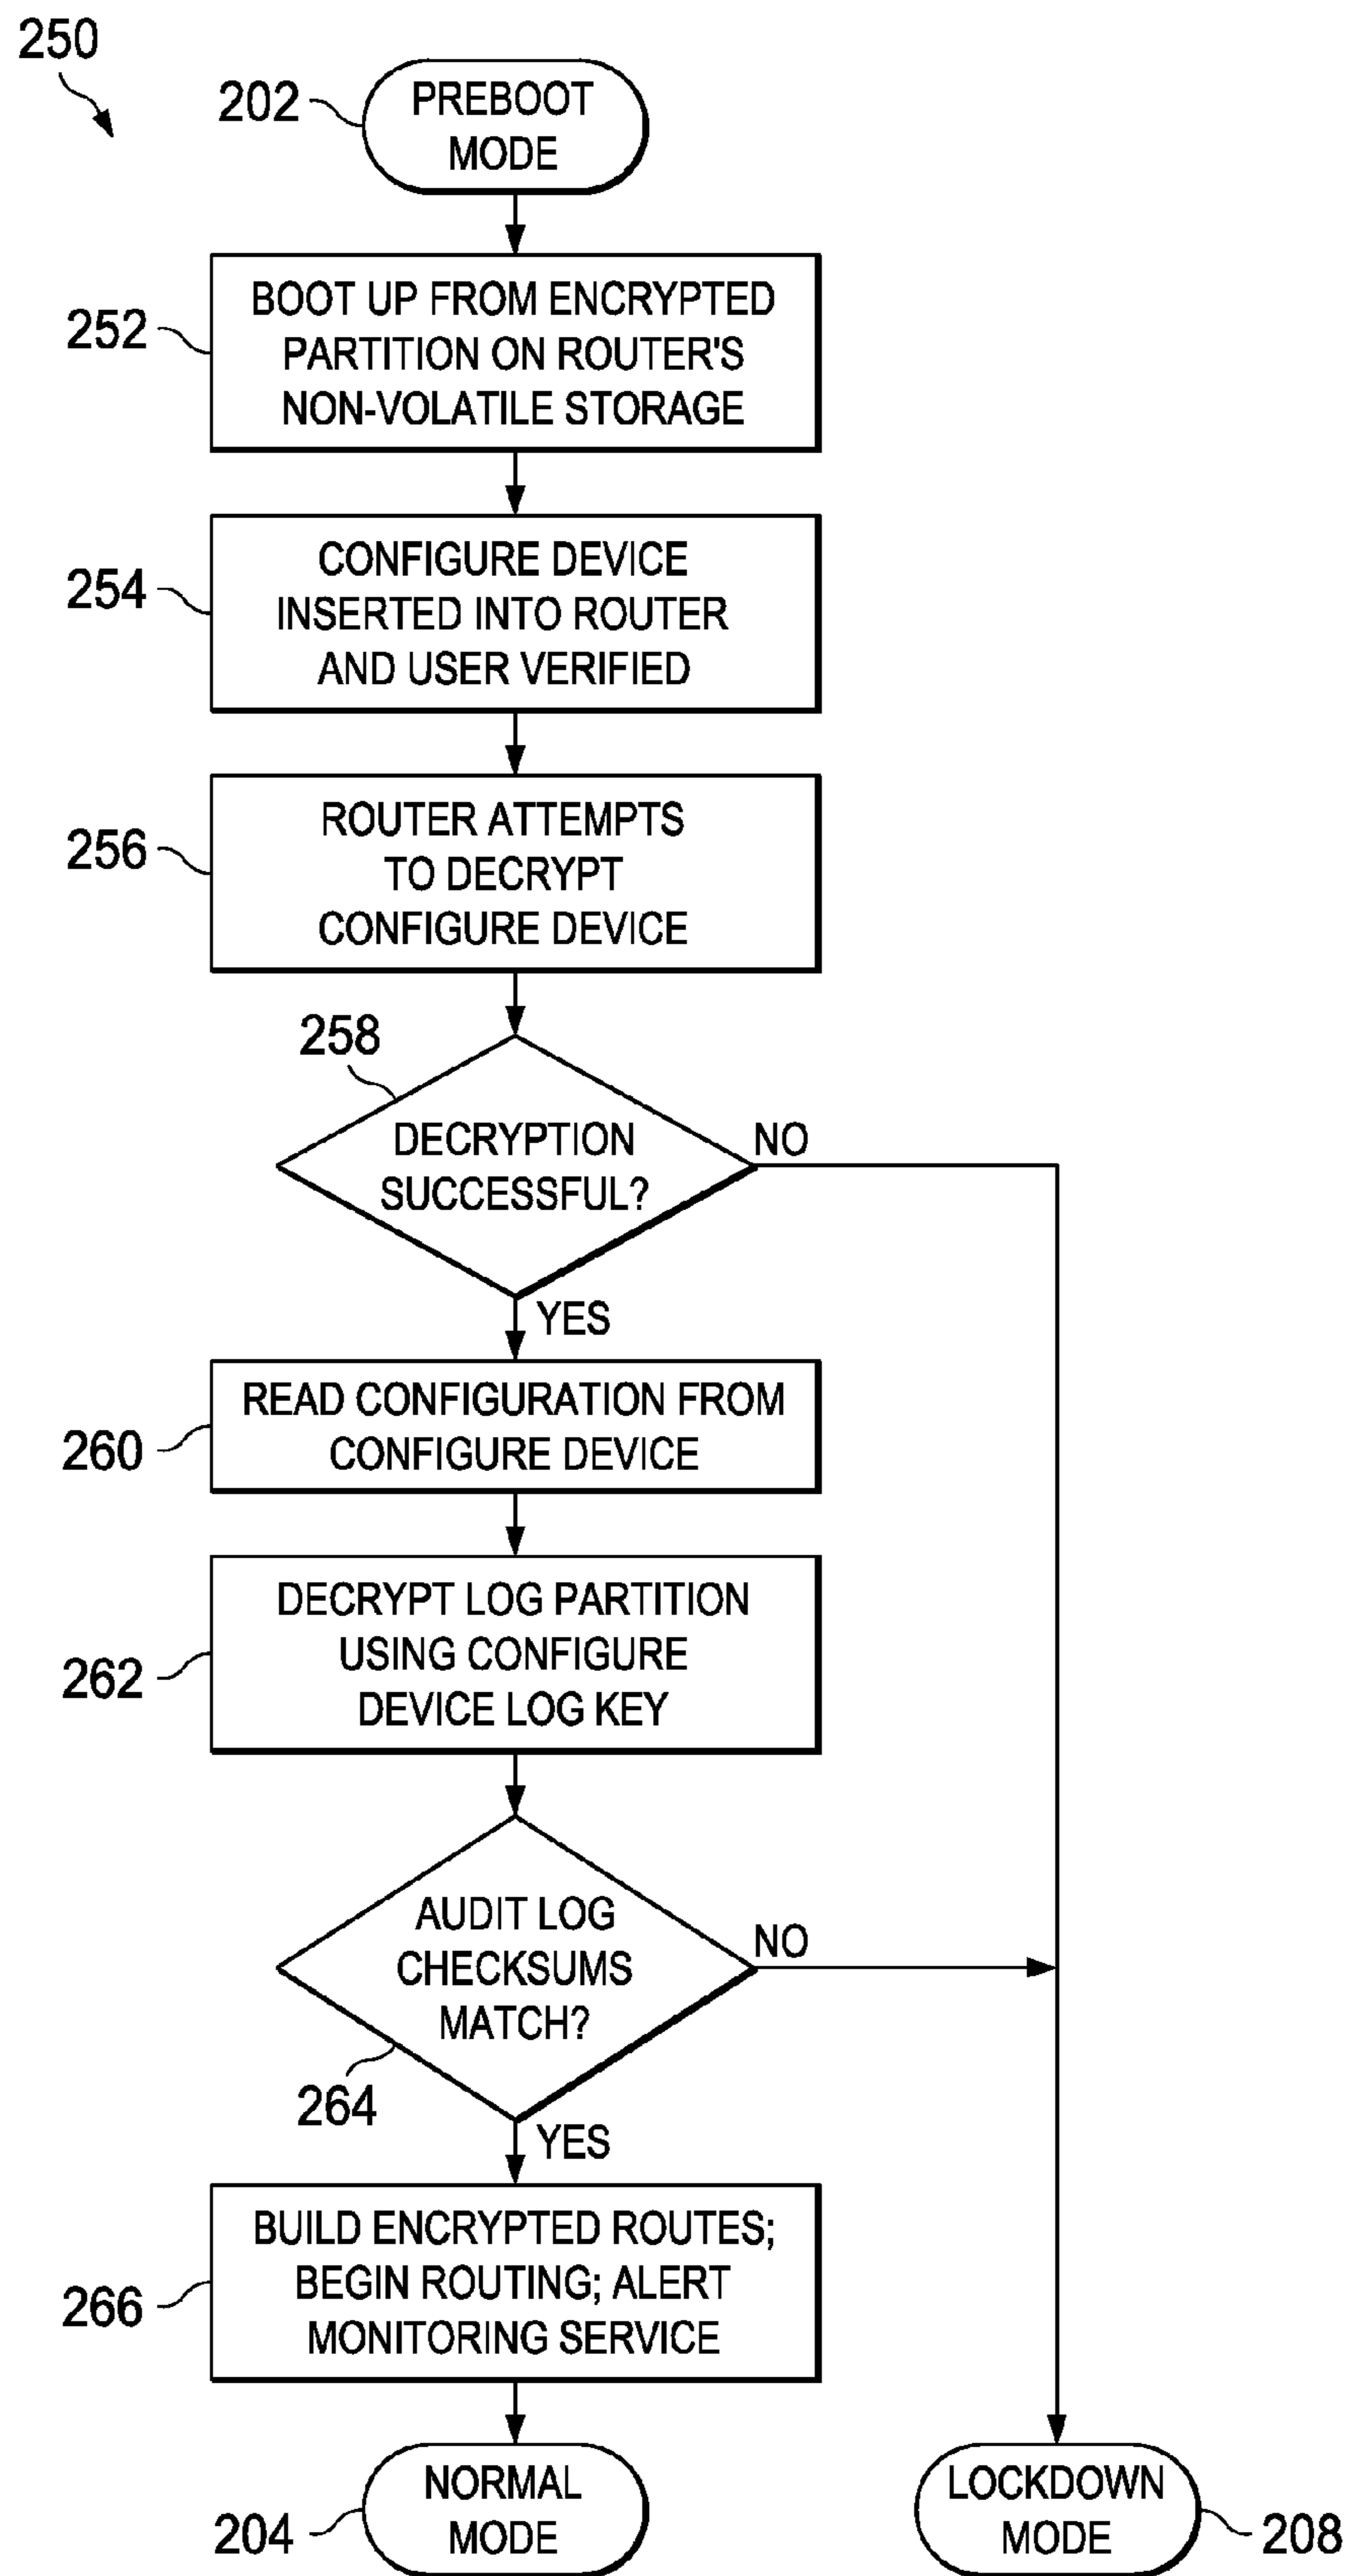 250
202
PREBOOT
MODE
252
BOOT UP FROM ENCRYPTED
PARTITION ON ROUTER'S
NON-VOLATILE STORAGE
254
CONFIGURE DEVICE
INSERTED INTO ROUTER
AND USER VERIFIED
256
ROUTER ATTEMPTS
TO DECRYPT
CONFIGURE DEVICE
258
DECRYPTION
SUCCESSFUL?
NO
YES
260
READ CONFIGURATION FROM
CONFIGURE DEVICE
262
DECRYPT LOG PARTITION
USING CONFIGURE
DEVICE LOG KEY
AUDIT LOG
CHECKSUMS
MATCH?
NO
264
YES
266
BUILD ENCRYPTED ROUTES;
BEGIN ROUTING; ALERT
MONITORING SERVICE
204
NORMAL
MODE
LOCKDOWN
MODE
208